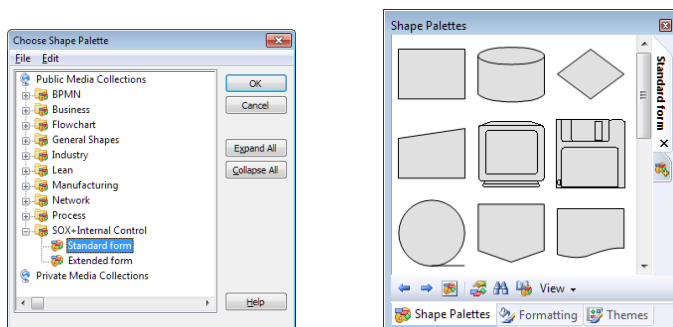 Choose Shape Palette
File Edit
Public Media Collections
BPMN
Business
Flowchart
General Shapes
Industry
Lean
Manufacturing
Network
Process
SOX+Internal Control
Standard form
Extended form
Private Media Collections
OK
Cancel
Expand All
Collapse All
Help
Shape Palettes
Standard form
View
Shape Palettes Formatting Themes